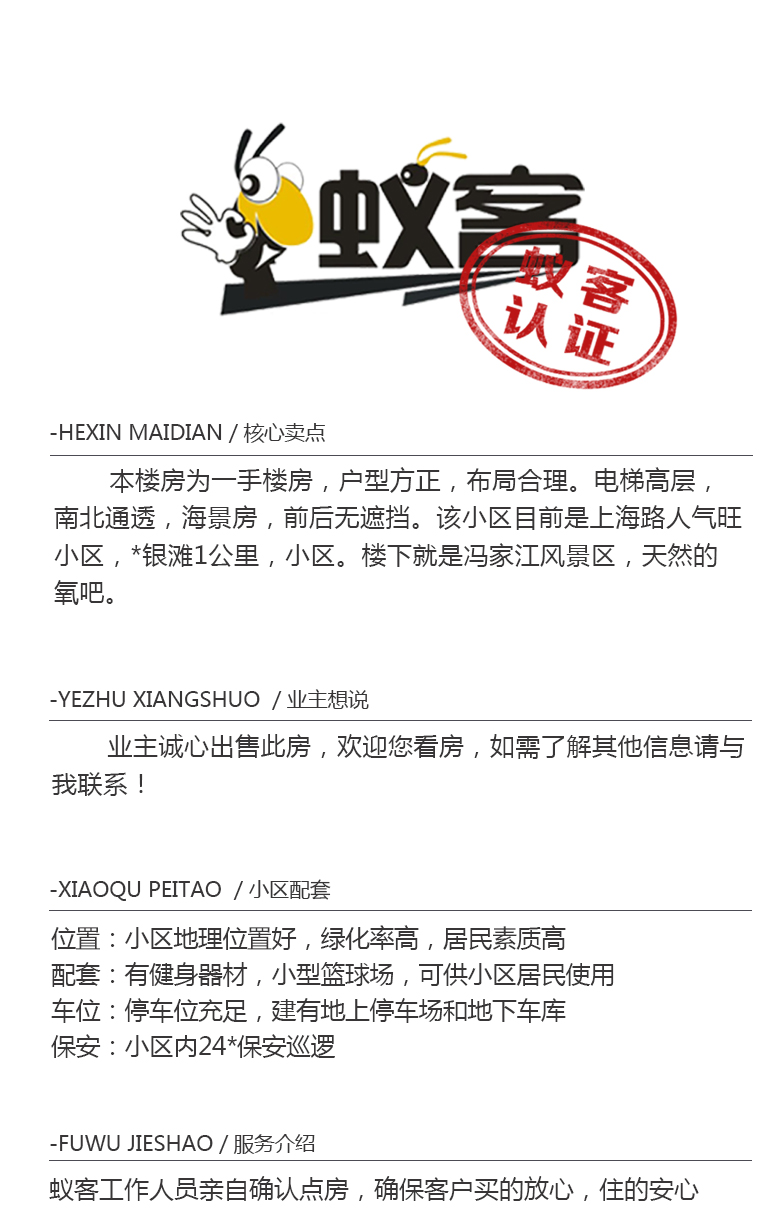 蚁客
蚁客
认证
-HEXIN MAIDIAN / 核心卖点
本楼房为一手楼房，户型方正，布局合理。电梯高层，
南北通透，海景房，前后无遮挡。该小区目前是上海路人气旺
小区，*银滩1公里，小区。楼下就是冯家江风景区，天然的
氧吧。
-YEZHU XIANGSHUO / 业主想说
业主诚心出售此房，欢迎您看房，如需了解其他信息请与
我联系！
-XIAOQU PEITAO / 小区配套
位置：小区地理位置好，绿化率高，居民素质高
配套：有健身器材，小型篮球场，可供小区居民使用
车位：停车位充足，建有地上停车场和地下车库
保安：小区内24*保安巡逻
-FUWU JIESHAO / 服务介绍
蚁客工作人员亲自确认点房，确保客户买的放心，住的安心